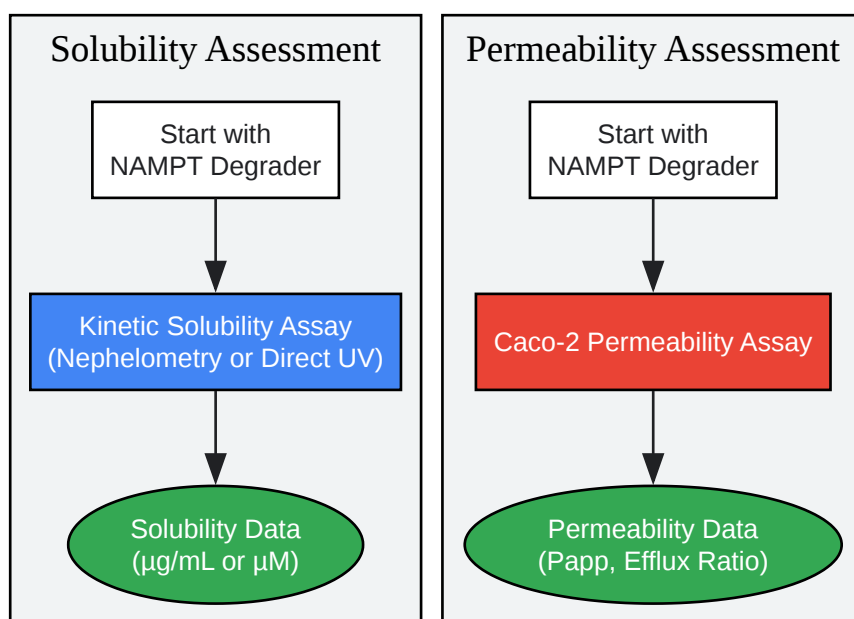 Solubility Assessment
Start with
NAMPT Degrader
Kinetic Solubility Assay
(Nephelometry or Direct UV)
Solubility Data
(µg/mL or µM)
Permeability Assessment
Start with
NAMPT Degrader
Caco-2 Permeability Assay
Permeability Data
(Papp, Efflux Ratio)